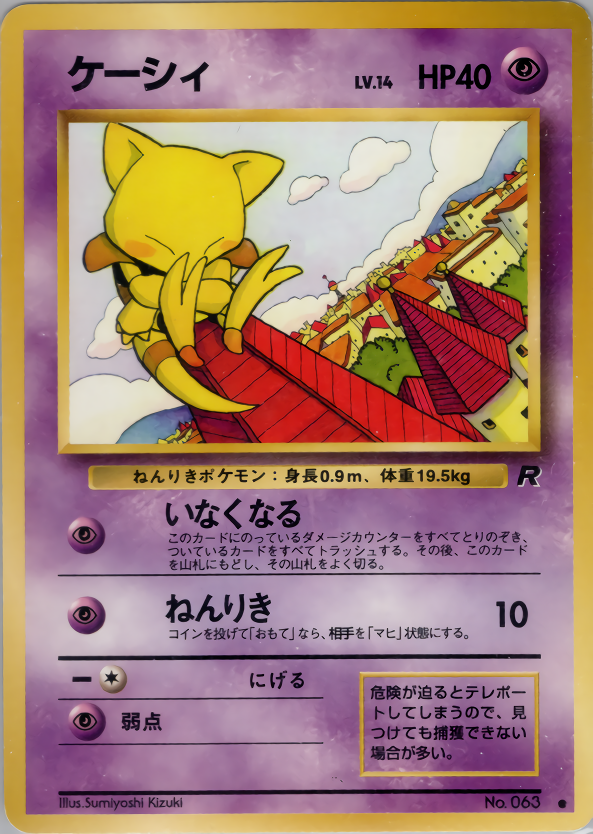 ケーシィ LV.14 HP40
ねんりきポケモン：身長0.9m、体重19.5kg R
いなくなる
このカードにのっているダメージカウンターをすべてとりのぞき、
ついているカードをすべてトラッシュする。その後、このカード
を山札にもどし、その山札をよく切る。
ねんりき 10
コインを投げて「おもて」なら、相手を「マヒ」状態にする。
にげる
弱点
危険が迫るとテレポー
トしてしまうので、見
つけても捕獲できない
場合が多い。
Illus.Sumiyoshi Kizuki No. 063 ●